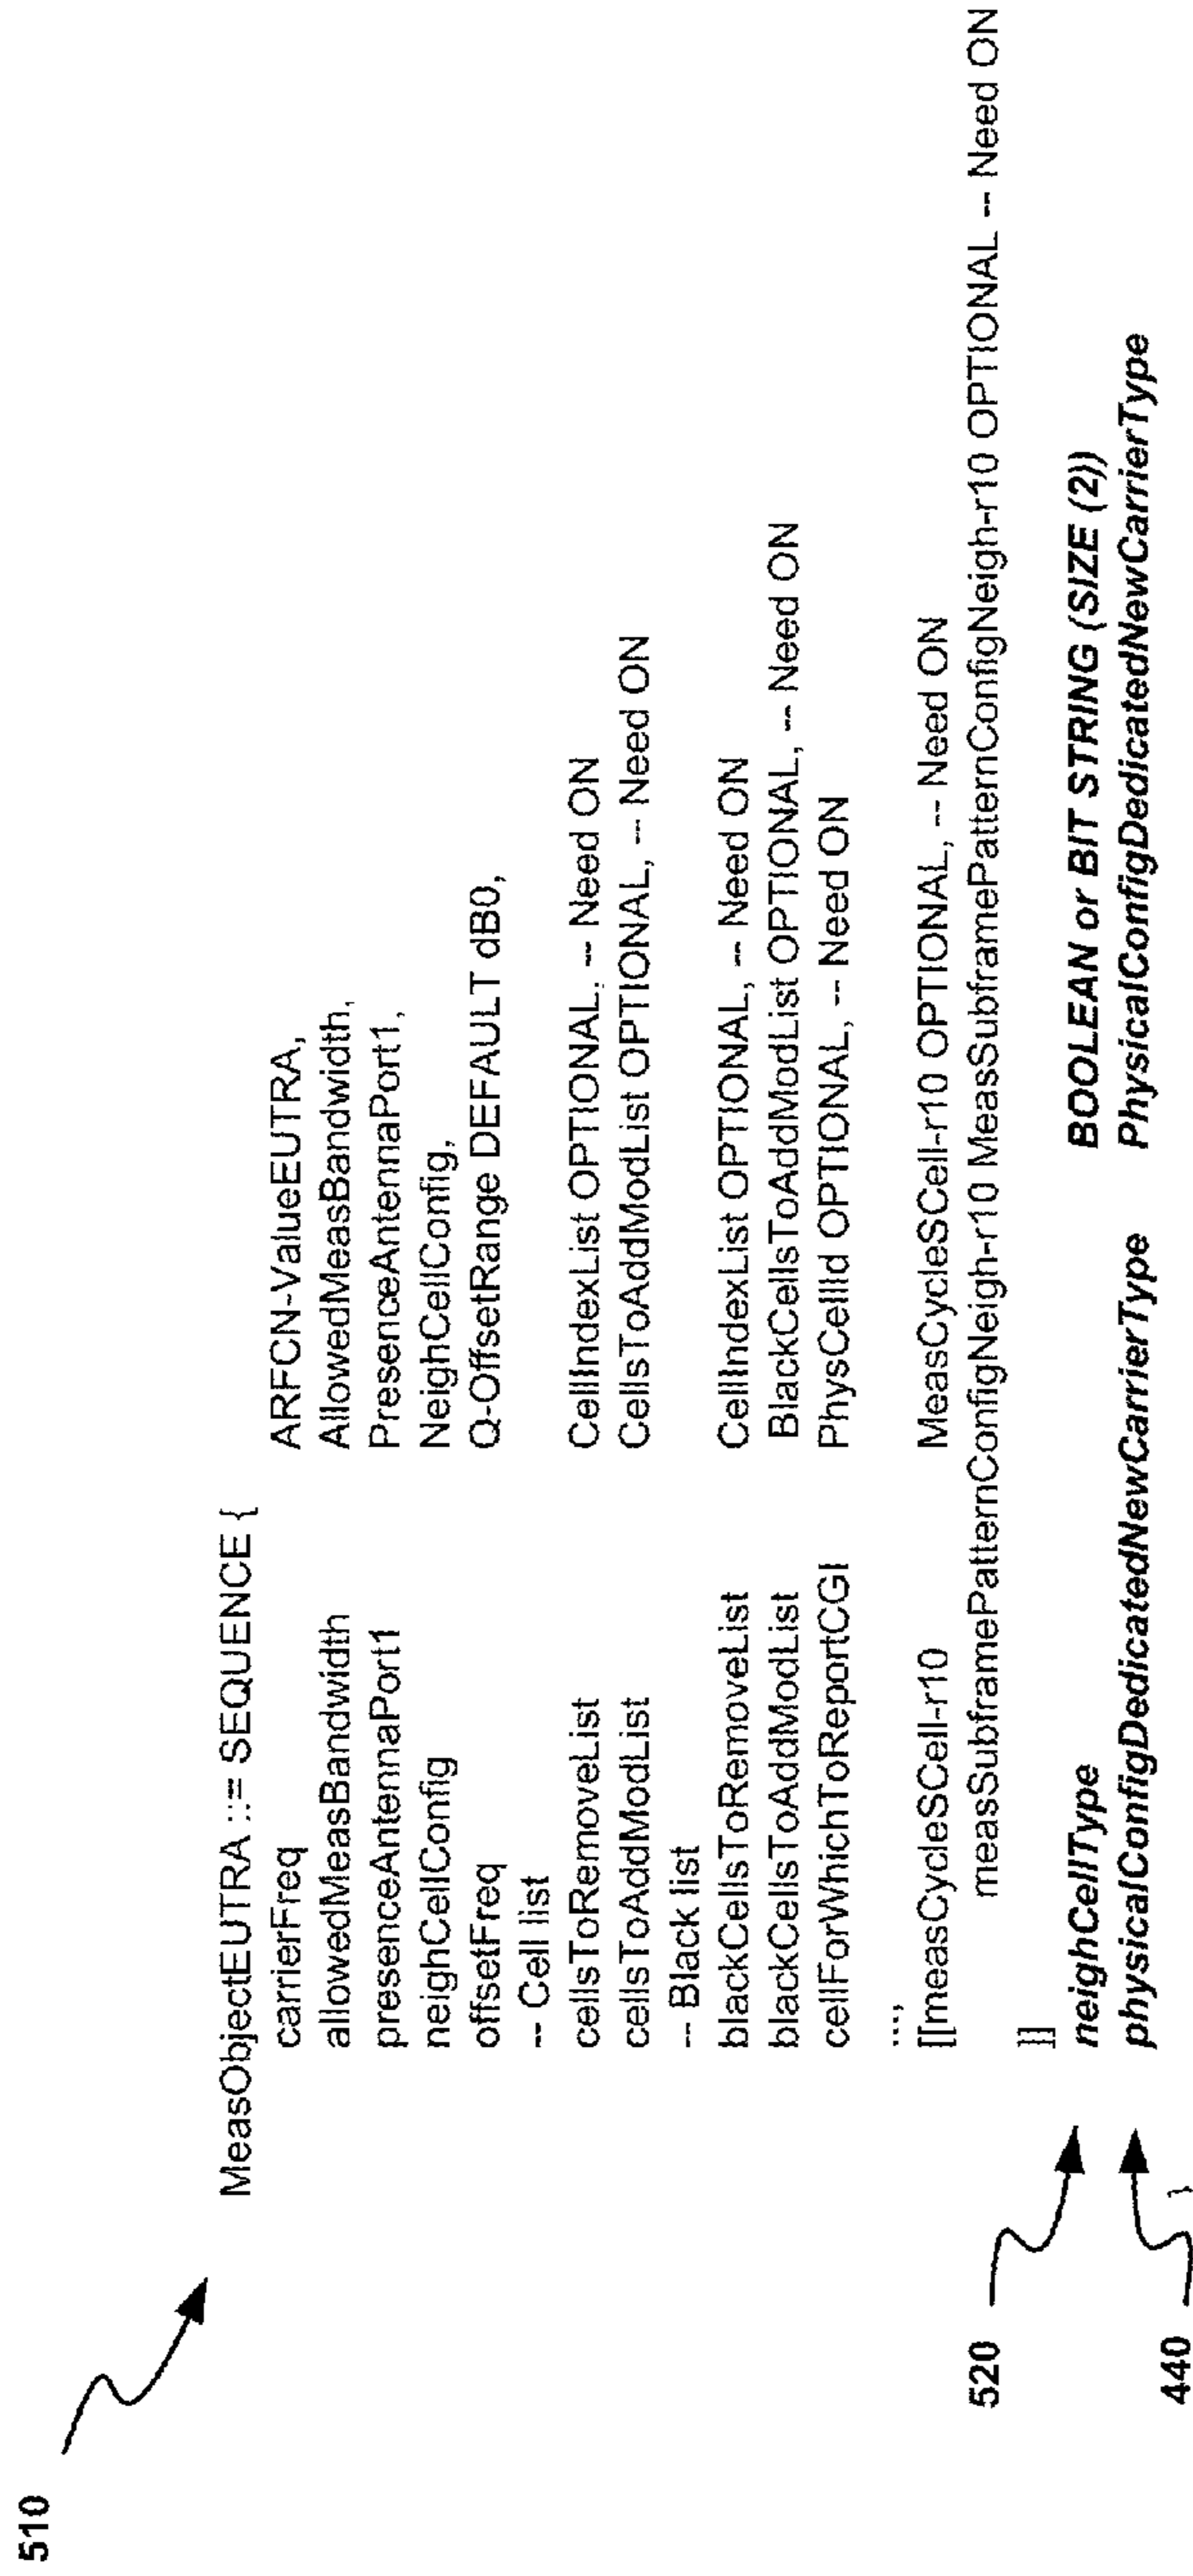 510
MeasObjectEUTRA ::= SEQUENCE {
carrierFreq ARFCN-ValueEUTRA,
allowedMeasBandwidth AllowedMeasBandwidth,
presenceAntennaPort1 PresenceAntennaPort1,
neighCellConfig NeighCellConfig,
offsetFreq Q-OffsetRange DEFAULT dB0,
-- Cell list
cellsToRemoveList CellIndexList OPTIONAL, -- Need ON
cellsToAddModList CellsToAddModList OPTIONAL, -- Need ON
-- Black list
blackCellsToRemoveList CellIndexList OPTIONAL, -- Need ON
blackCellsToAddModList BlackCellsToAddModList OPTIONAL, -- Need ON
cellForWhichToReportCGI PhysCellId OPTIONAL, -- Need ON
...,
[[measCycleSCell-r10 MeasCycleSCell-r10 OPTIONAL, -- Need ON
measSubframePatternConfigNeigh-r10 MeasSubframePatternConfigNeigh-r10 OPTIONAL -- Need ON
]]
520 neighCellType BOOLEAN or BIT STRING (SIZE (2))
physicalConfigDedicatedNewCarrierType PhysicalConfigDedicatedNewCarrierType
440 }